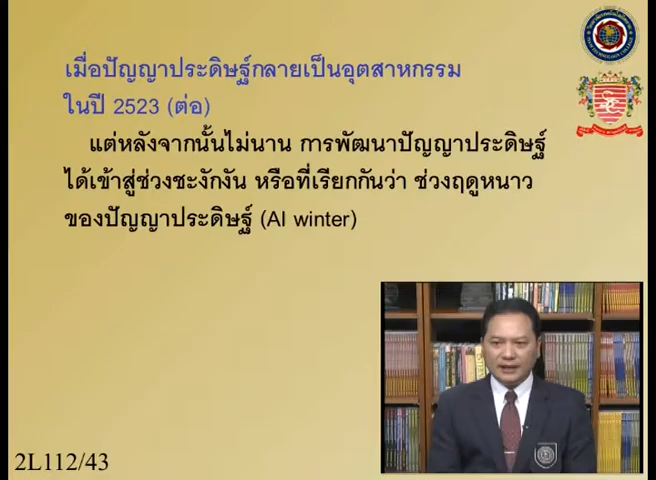 เมื่อปัญญาประดิษฐ์กลายเป็นอุตสาหกรรม
ในปี 2523 (ต่อ)
แต่หลังจากนั้นไม่นาน การพัฒนาปัญญาประดิษฐ์
ได้เข้าสู่ช่วงชะงักงัน หรือที่เรียกกันว่า ช่วงฤดูหนาว
ของปัญญาประดิษฐ์ (AI winter)
2L112/43